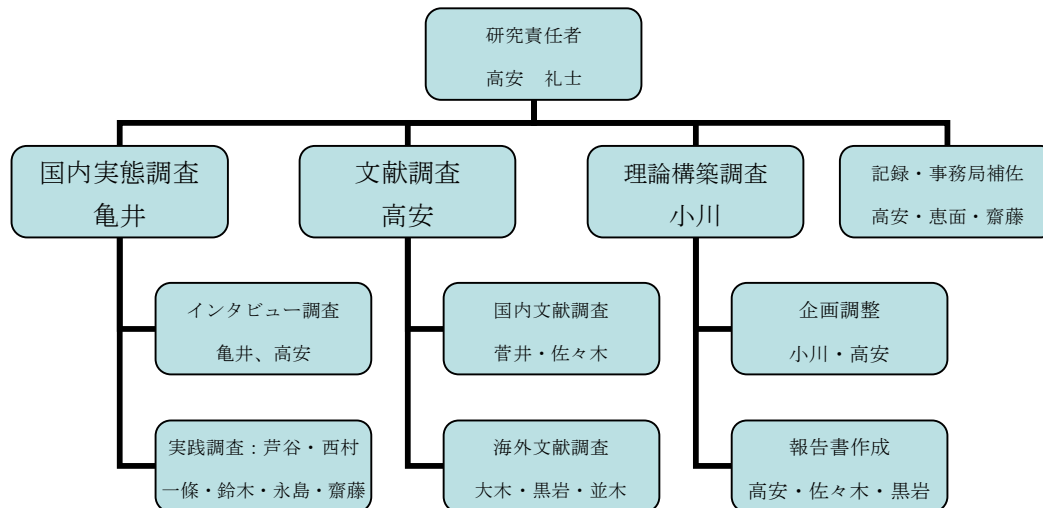 研究責任者
高安　礼士
国内実態調査
亀井
文献調査
高安
理論構築調査
小川
記録・事務局補佐
高安・恵面・齋藤
インタビュー調査
亀井、高安
国内文献調査
菅井・佐々木
企画調整
小川・高安
実践調査：芦谷・西村
一條・鈴木・永島・齋藤
海外文献調査
大木・黒岩・並木
報告書作成
高安・佐々木・黒岩